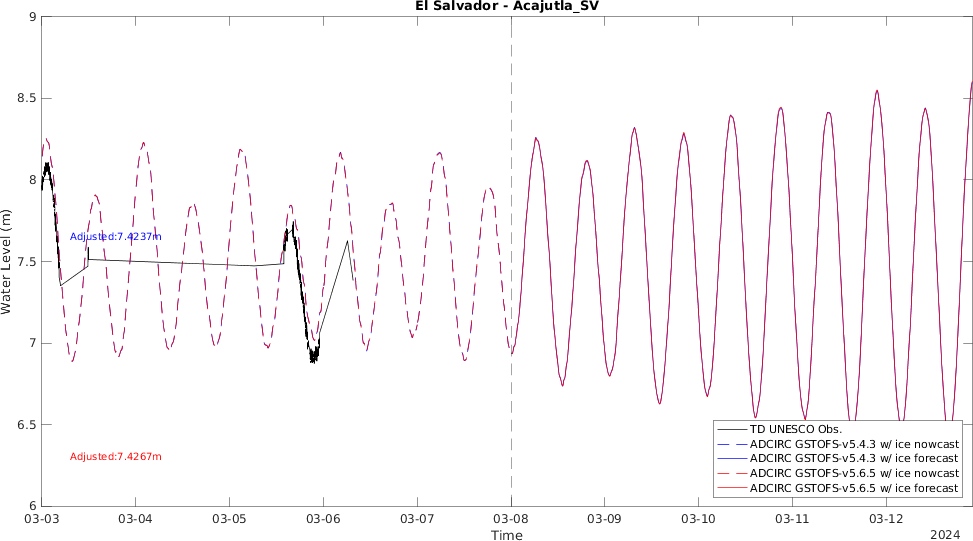 El Salvador - Acajutla_SV
9
8.5
8
7.5
7
6.5
6
Water Level (m)
Adjusted:7.4237m
Adjusted:7.4267m
TD UNESCO Obs.
ADCIRC GSTOFS-v5.4.3 w/ ice nowcast
ADCIRC GSTOFS-v5.4.3 w/ ice forecast
ADCIRC GSTOFS-v5.6.5 w/ ice nowcast
ADCIRC GSTOFS-v5.6.5 w/ ice forecast
03-03 03-04 03-05 03-06 03-07 03-08 03-09 03-10 03-11 03-12
Time
2024